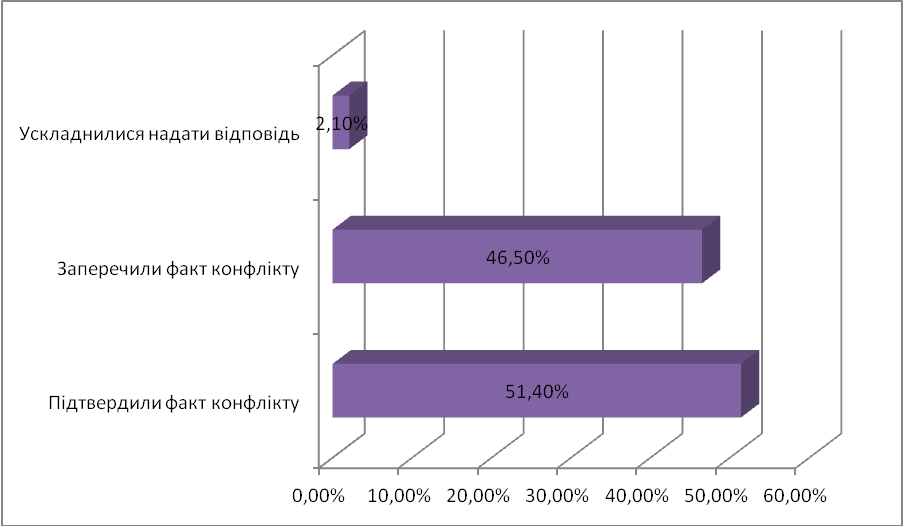 Ускладнилися надати відповідь
2,10%
Заперечили факт конфлікту
46,50%
Підтвердили факт конфлікту
51,40%
0,00% 10,00% 20,00% 30,00% 40,00% 50,00% 60,00%